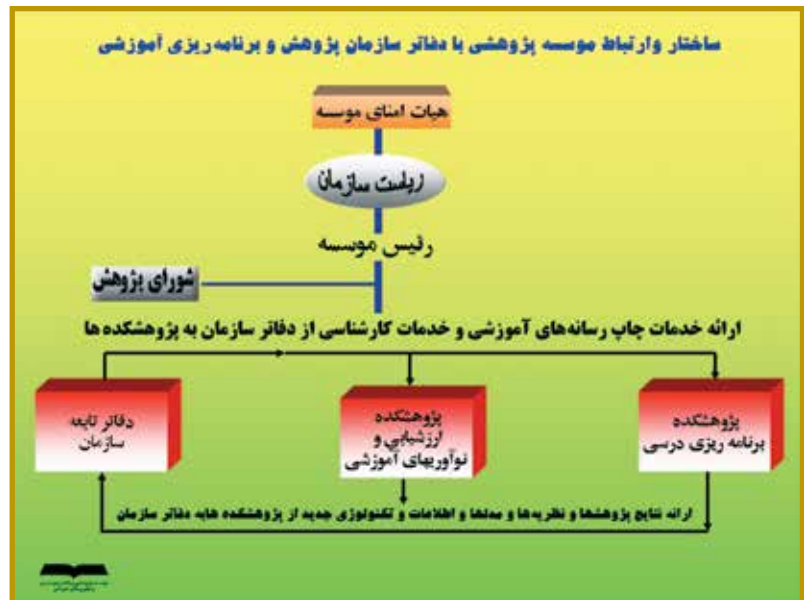 ساختار وارتباط موسسه پژوهشی با دفاتر سازمان پژوهش و برنامه‌ریزی آموزشی
هیات امنای موسسه
ریاست سازمان
رئیس موسسه
شورای پژوهش
ارائه خدمات چاپ رسانه‌های آموزشی و خدمات کارشناسی از دفاتر سازمان به پژوهشکده ها
پژوهشکده
برنامه ریزی درسی
پژوهشکده
ارزشیابی و
نوآوریهای آموزشی
دفاتر تابعه
سازمان
ارائه نتایج پژوهشها و نظریه‌ها و مدلها و اطلاعات و تکنولوژی جدید از پژوهشکده هابه دفاتر سازمان